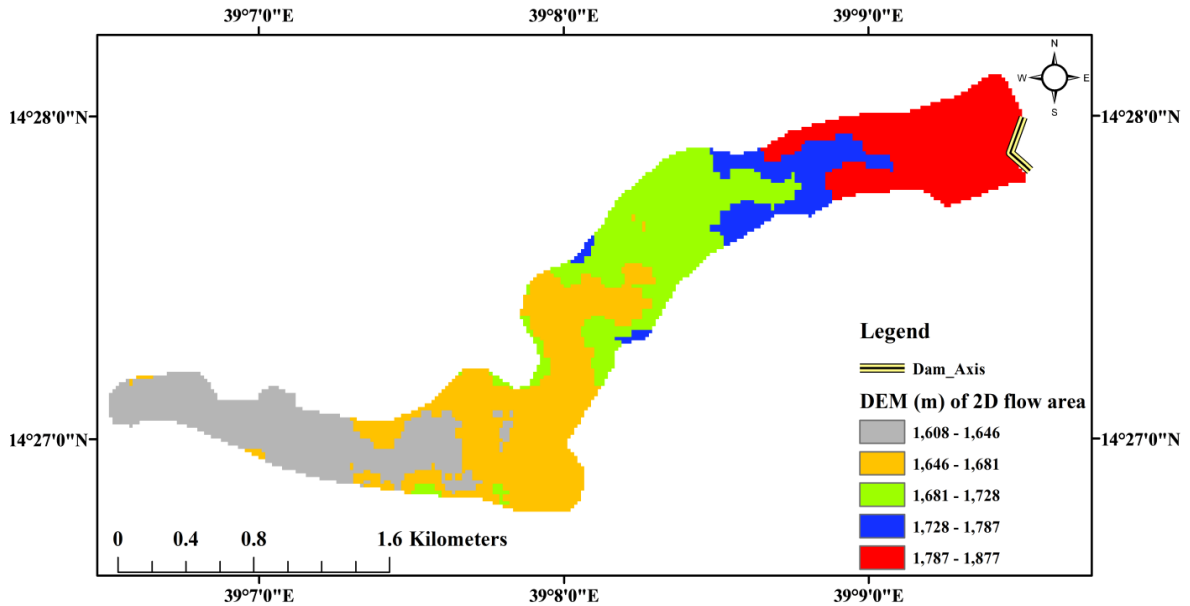 39°7'0"E 39°8'0"E 39°9'0"E
N
W E
S
14°28'0"N 14°28'0"N
Legend
Dam_Axis
DEM (m) of 2D flow area
1,608 - 1,646
14°27'0"N 14°27'0"N
1,646 - 1,681
1,681 - 1,728
1,728 - 1,787
0 0.4 0.8 1.6 Kilometers
1,787 - 1,877
39°7'0"E 39°8'0"E 39°9'0"E